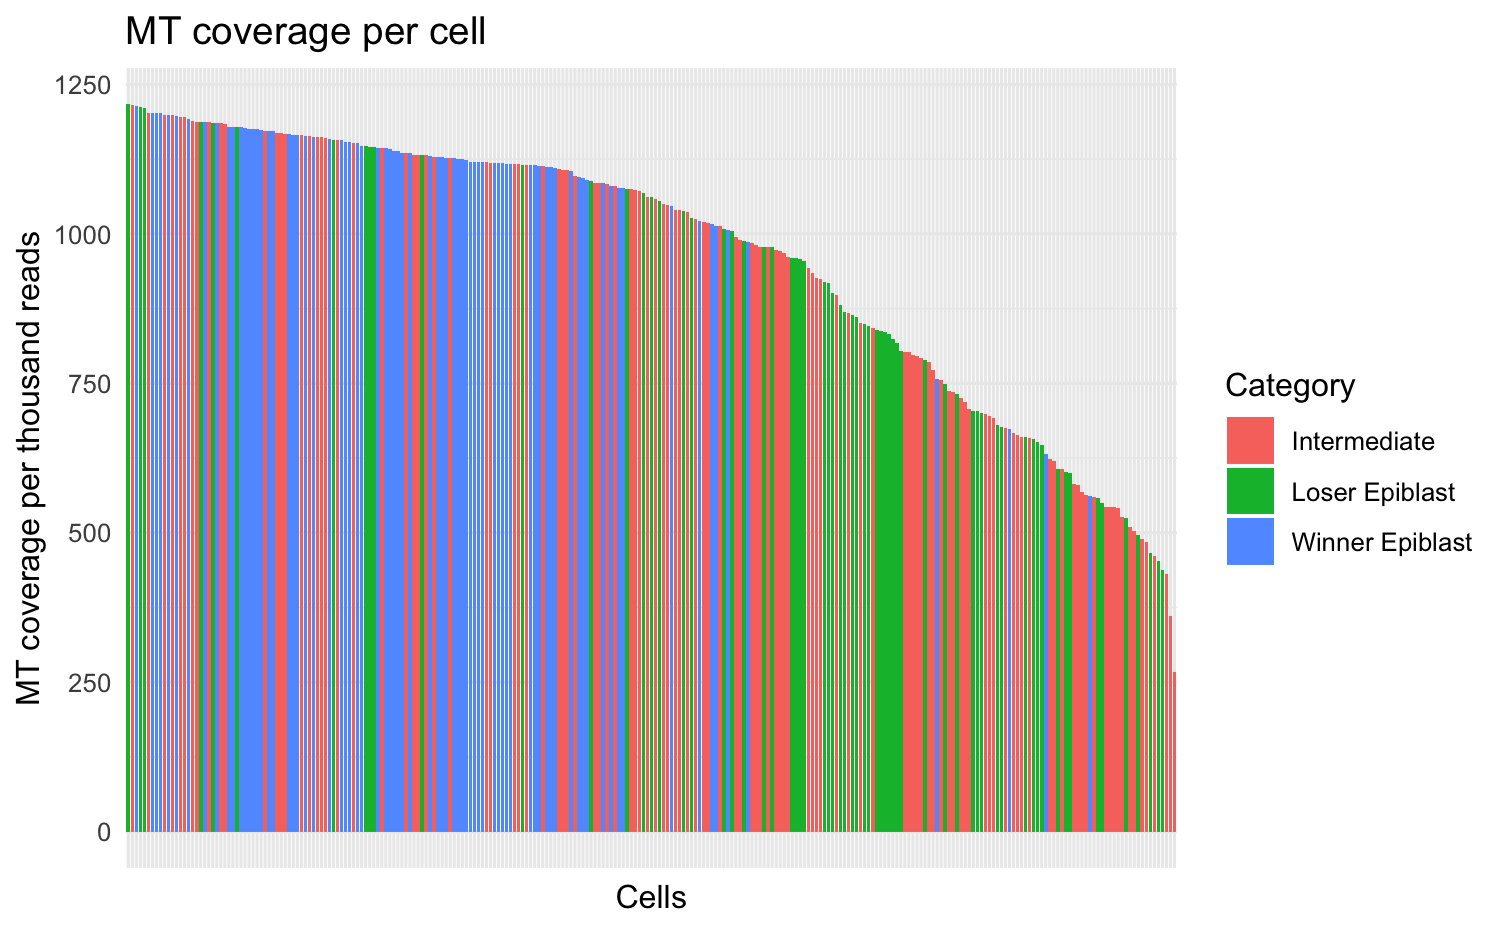 MT coverage per cell
MT coverage per thousand reads
1250
1000
750
500
250
0
Cells
Category
Intermediate
Loser Epiblast
Winner Epiblast